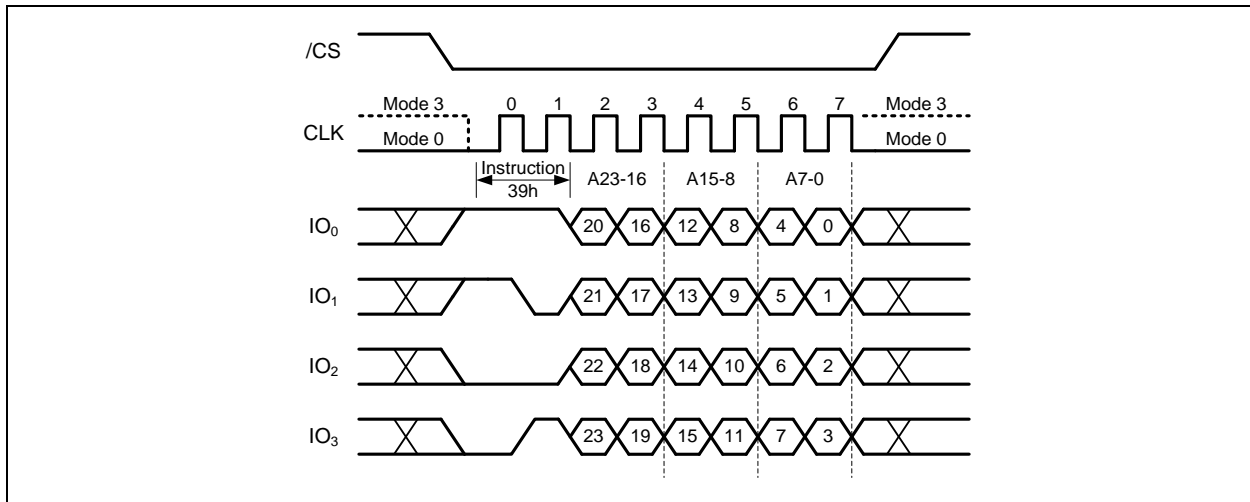 /CS
Mode 3 0 1 2 3 4 5 6 7 Mode 3
CLK
Mode 0 Mode 0
Instruction
39h
A23-16 A15-8 A7-0
IO₀ 20 16 12 8 4 0
IO₁ 21 17 13 9 5 1
IO₂ 22 18 14 10 6 2
IO₃ 23 19 15 11 7 3